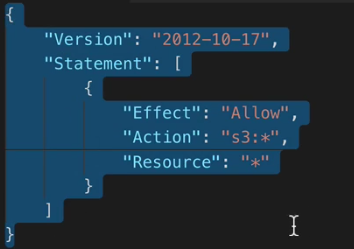 {
    "Version": "2012-10-17",
    "Statement": [
        {
            "Effect": "Allow",
            "Action": "s3:*",
            "Resource": "*"
        }
    ]
}